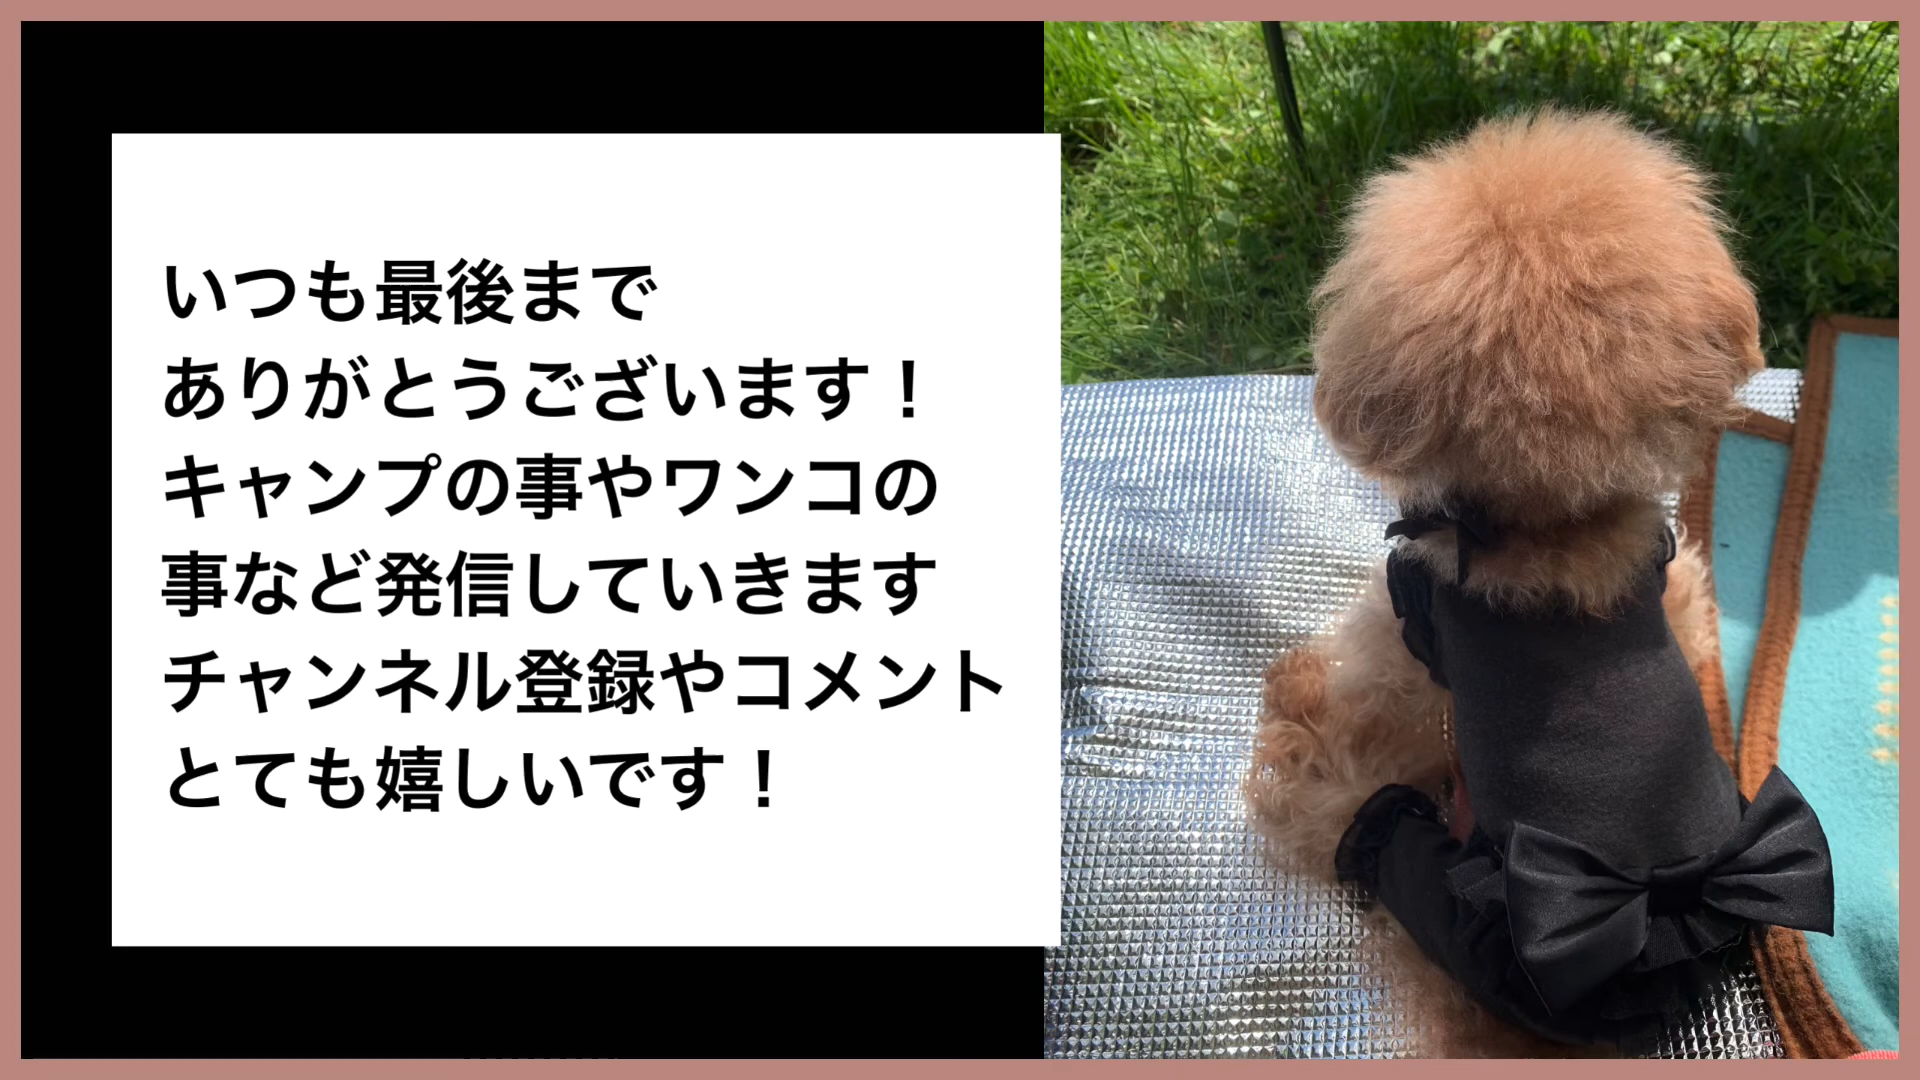 いつも最後まで
ありがとうございます！
キャンプの事やワンコの
事など発信していきます
チャンネル登録やコメント
とても嬉しいです！